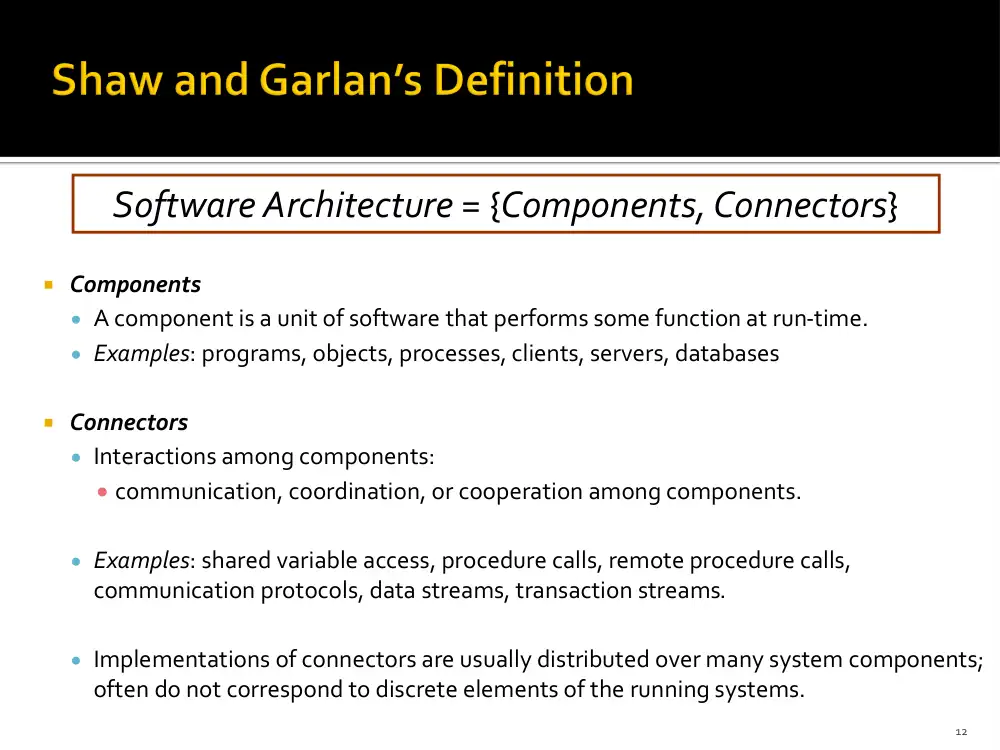 Shaw and Garlan’s Definition
Software Architecture = {Components, Connectors}
Components
A component is a unit of software that performs some function at run-time.
Examples: programs, objects, processes, clients, servers, databases
Connectors
Interactions among components:
communication, coordination, or cooperation among components.
Examples: shared variable access, procedure calls, remote procedure calls,
communication protocols, data streams, transaction streams.
Implementations of connectors are usually distributed over many system components;
often do not correspond to discrete elements of the running systems.
12